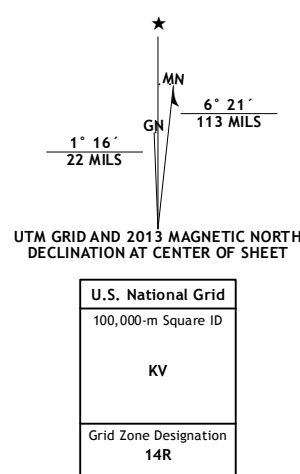 ★
MN
GN
6° 21´
113 MILS
1° 16´
22 MILS
UTM GRID AND 2013 MAGNETIC NORTH
DECLINATION AT CENTER OF SHEET
U.S. National Grid
100,000-m Square ID
KV
Grid Zone Designation
14R